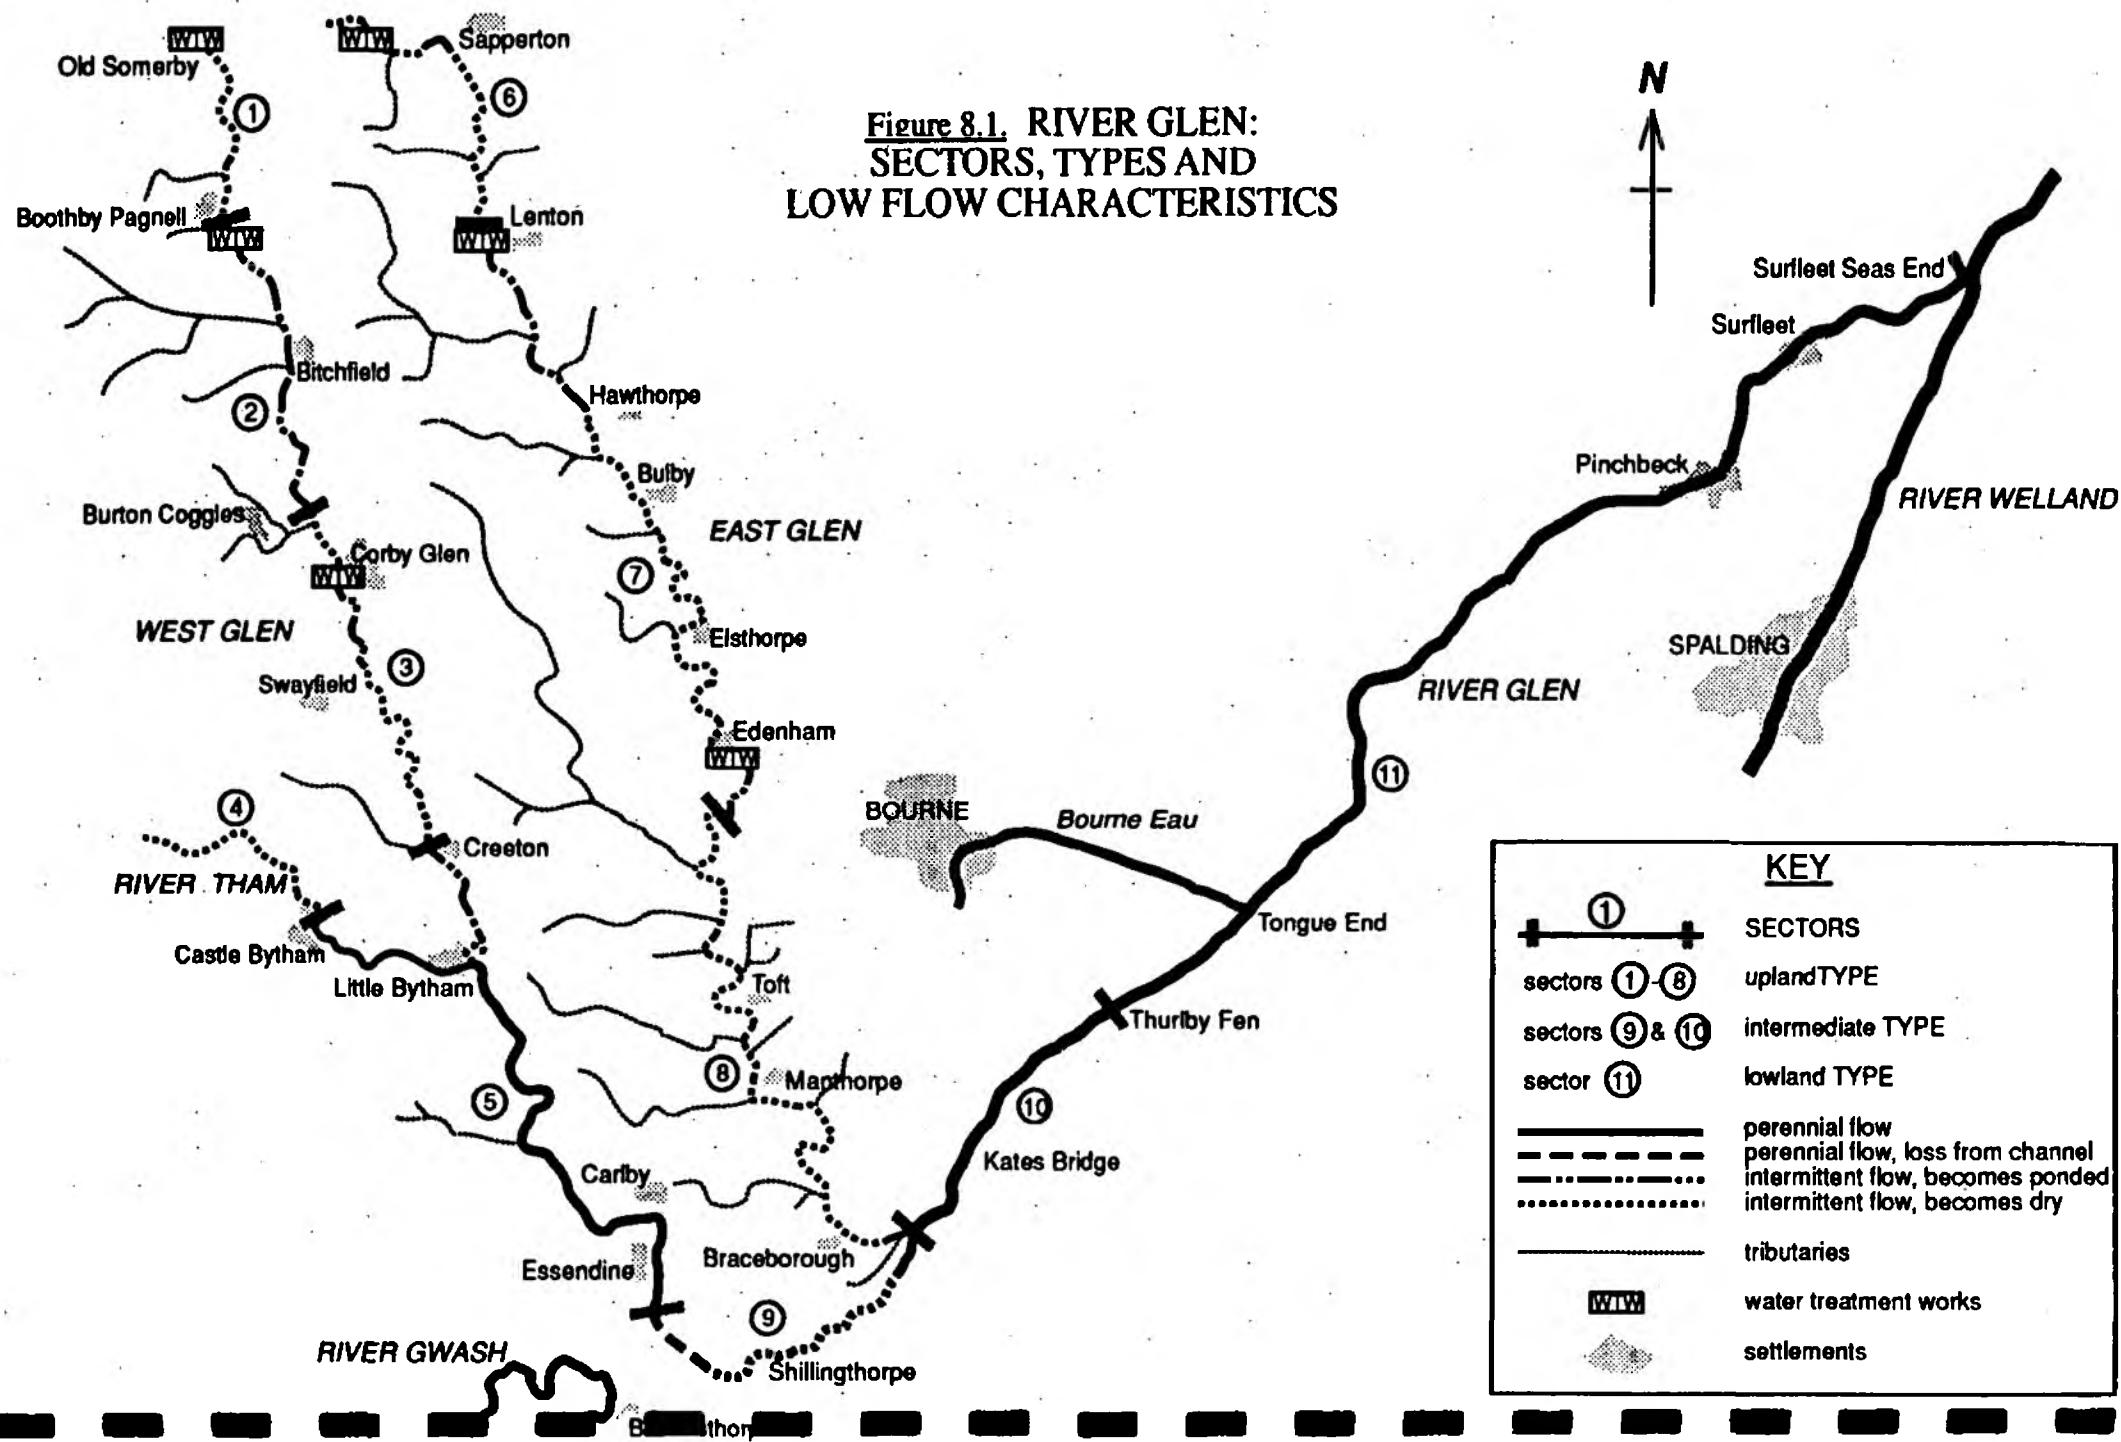 Figure 8.1. RIVER GLEN:
SECTORS, TYPES AND
LOW FLOW CHARACTERISTICS
N
WTW
Old Somerby
1
WTW
Sapperton
6
Boothby Pagnell
WTW
Lenton
WTW
Bitchfield
2
Hawthorpe
Bulby
Burton Coggles
Corby Glen
WTW
EAST GLEN
7
WEST GLEN
3
Swayfield
Elsthorpe
Edenham
WTW
4
Creeton
RIVER THAM
Castle Bytham
Little Bytham
Toft
8
Manthorpe
5
Carlby
Essendine
Braceborough
9
Shillingthorpe
RIVER GWASH
Kates Bridge
10
Thurlby Fen
BOURNE
Bourne Eau
Tongue End
11
RIVER GLEN
Pinchbeck
Surfleet
Surfleet Seas End
RIVER WELLAND
SPALDING
KEY
1
SECTORS
sectors 1-8 upland TYPE
sectors 9 & 10 intermediate TYPE
sector 11 lowland TYPE
perennial flow
perennial flow, loss from channel
intermittent flow, becomes ponded
intermittent flow, becomes dry
tributaries
WTW water treatment works
settlements